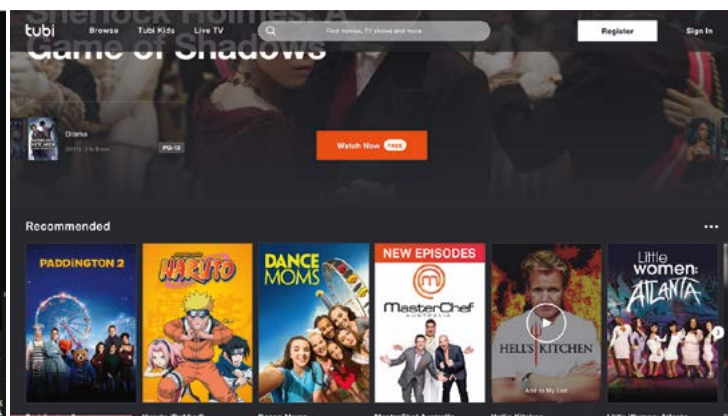 Sherlock Holmes: A
Game of Shadows
tubi Browse Tubi Kids Live TV Find movies, TV shows and more Register Sign In
Drama
PG-13
Watch Now FREE
Recommended
PADDINGTON 2
NARUTO
DANCE
MOMS
NEW EPISODES
MasterChef
AUSTRALIA
HELL'S KITCHEN
Add to My List
Little
women:
ATLANTA